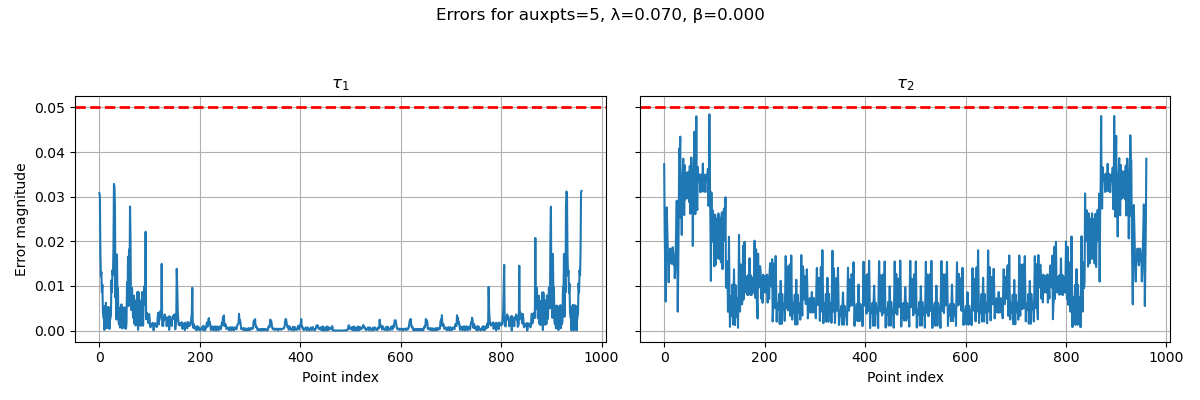 Errors for auxpts=5, λ=0.070, β=0.000
τ₁
τ₂
Error magnitude
0.05
0.04
0.03
0.02
0.01
0.00
0 200 400 600 800 1000
0 200 400 600 800 1000
Point index
Point index